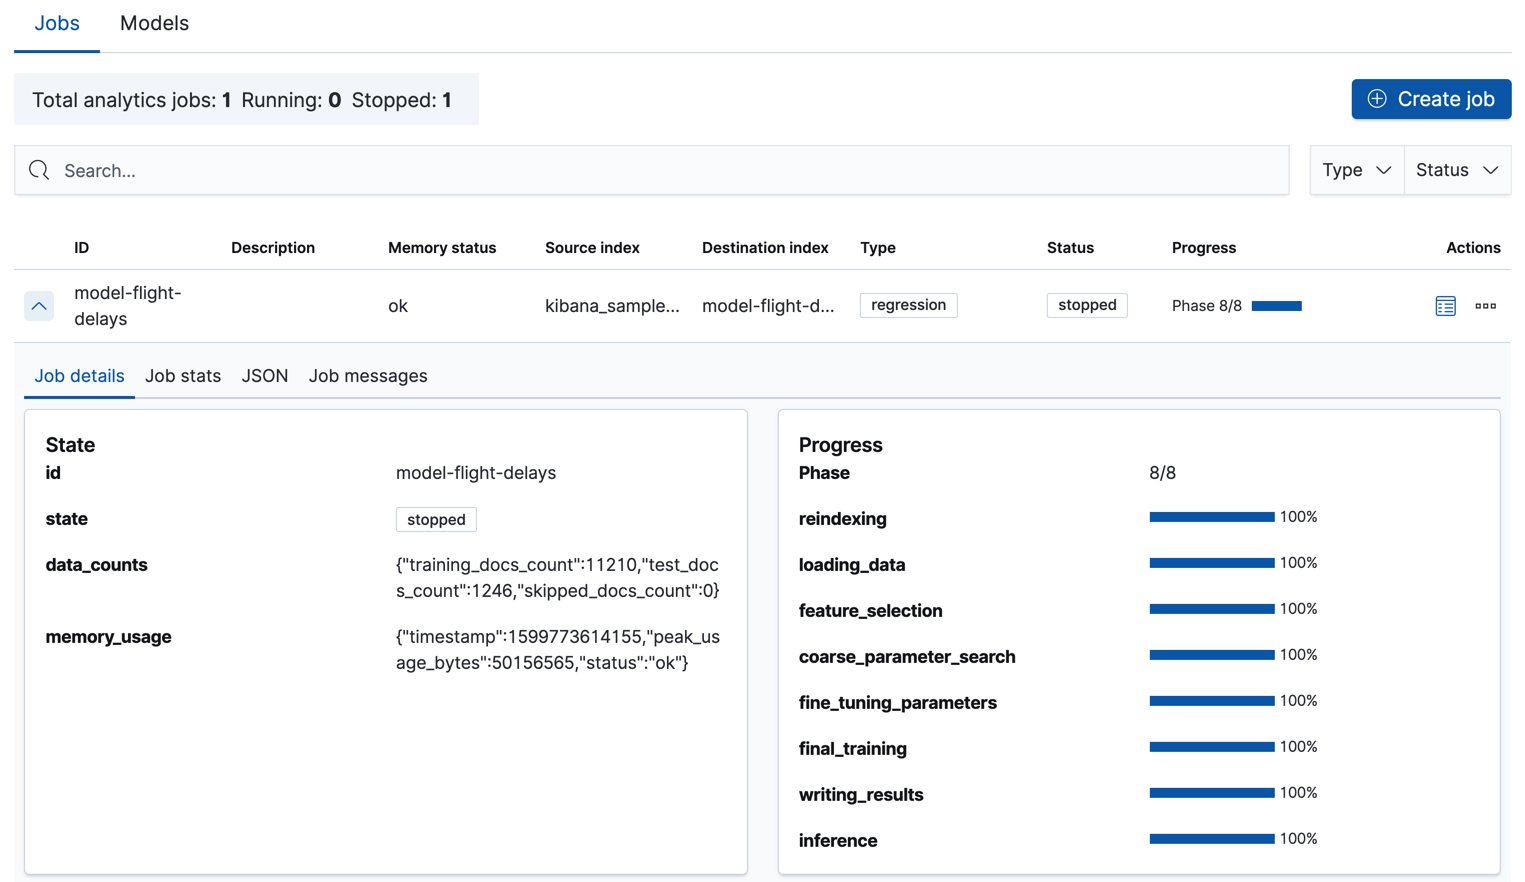 Jobs Models
Total analytics jobs: 1 Running: 0 Stopped: 1
Create job
Search...
Type Status
ID Description Memory status Source index Destination index Type Status Progress Actions
model-flight-
delays
ok kibana_sample... model-flight-d... regression stopped Phase 8/8
Job details Job stats JSON Job messages
State
id model-flight-delays
state stopped
data_counts {"training_docs_count":11210,"test_doc
s_count":1246,"skipped_docs_count":0}
memory_usage {"timestamp":1599773614155,"peak_us
age_bytes":50156565,"status":"ok"}
Progress
Phase 8/8
reindexing 100%
loading_data 100%
feature_selection 100%
coarse_parameter_search 100%
fine_tuning_parameters 100%
final_training 100%
writing_results 100%
inference 100%